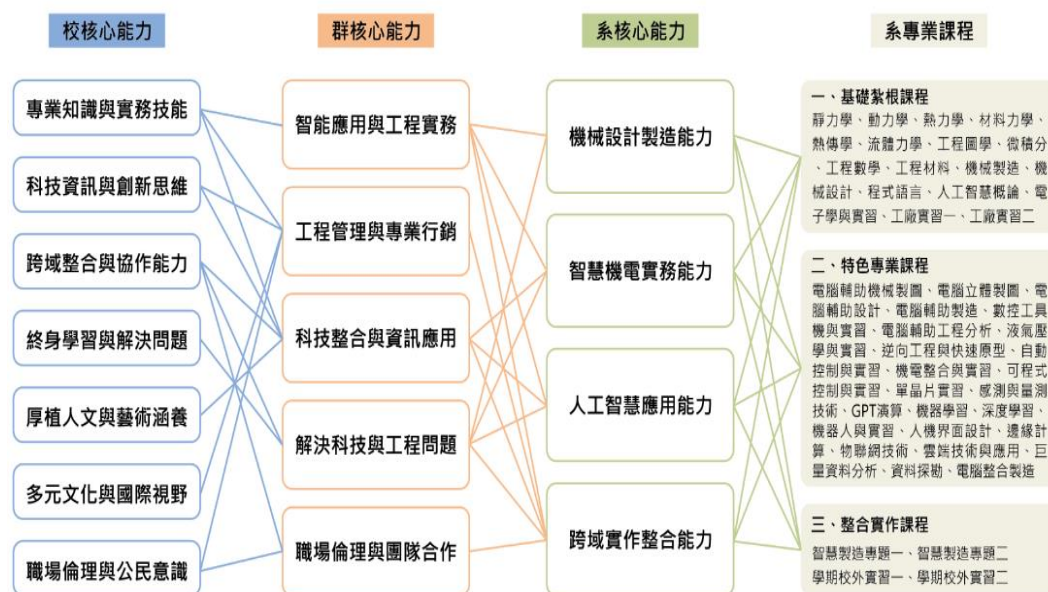 校核心能力
專業知識與實務技能
科技資訊與創新思維
跨域整合與協作能力
終身學習與解決問題
厚植人文與藝術涵養
多元文化與國際視野
職場倫理與公民意識
群核心能力
智能應用與工程實務
工程管理與專業行銷
科技整合與資訊應用
解決科技與工程問題
職場倫理與團隊合作
系核心能力
機械設計製造能力
智慧機電實務能力
人工智慧應用能力
跨域實作整合能力
系專業課程
一、基礎紮根課程
靜力學、動力學、熱力學、材料力學、
熱傳學、流體力學、工程圖學、微積分
、工程數學、工程材料、機械製造、機
械設計、程式語言、人工智慧概論、電
子學與實習、工廠實習一、工廠實習二
二、特色專業課程
電腦輔助機械製圖、電腦立體製圖、電
腦輔助設計、電腦輔助製造、數控工具
機與實習、電腦輔助工程分析、液氣壓
學與實習、逆向工程與快速原型、自動
控制與實習、機電整合與實習、可程式
控制與實習、單晶片實習、感測與量測
技術、GPT演算、機器學習、深度學習、
機器人與實習、人機界面設計、邊緣計
算、物聯網技術、雲端技術與應用、巨
量資料分析、資料探勘、電腦整合製造
三、整合實作課程
智慧製造專題一、智慧製造專題二
學期校外實習一、學期校外實習二